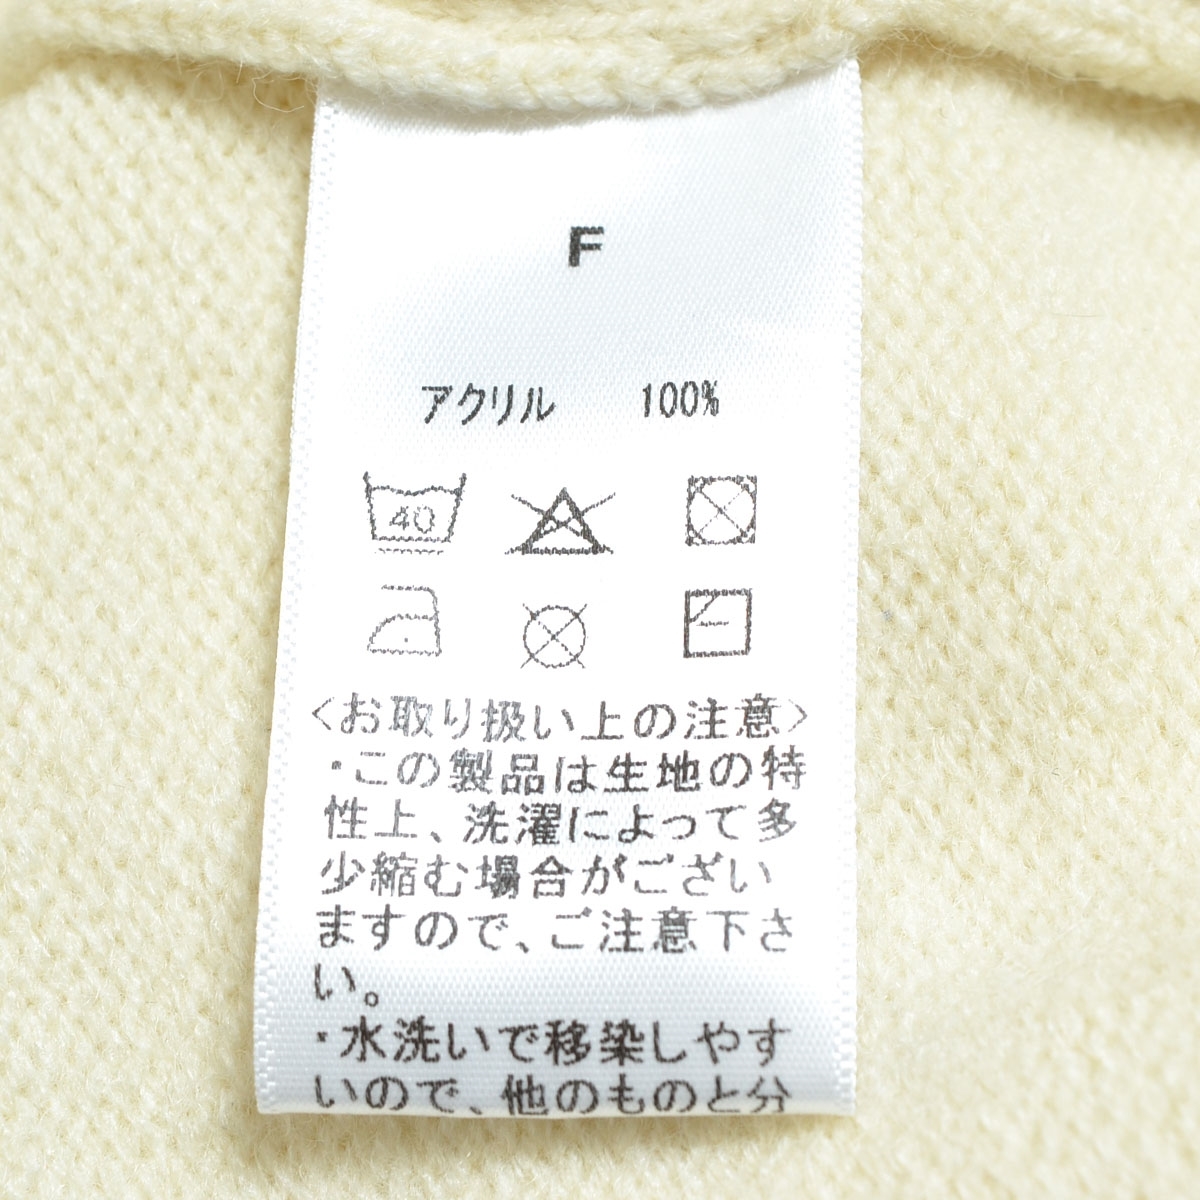 F
アクリル 100%
40
<お取り扱い上の注意>
・この製品は生地の特
性上、洗濯によって多
少縮む場合がござい
ますので、ご注意下さ
い。
・水洗いで移染しやす
いので、他のものと分